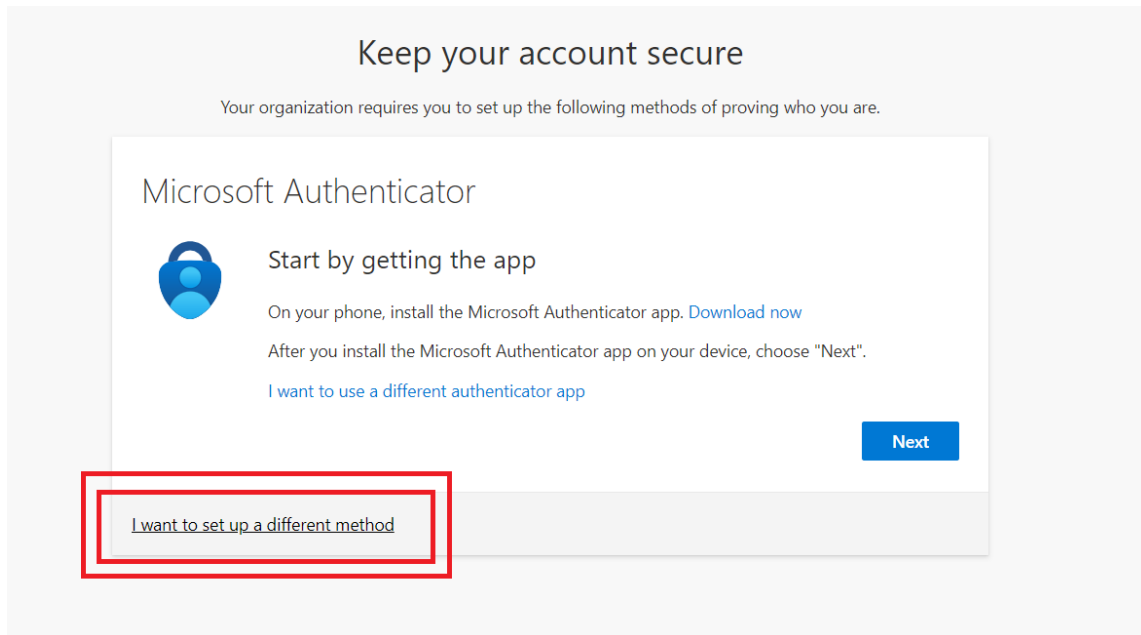 Keep your account secure
Your organization requires you to set up the following methods of proving who you are.
Microsoft Authenticator
Start by getting the app
On your phone, install the Microsoft Authenticator app. Download now
After you install the Microsoft Authenticator app on your device, choose "Next".
I want to use a different authenticator app
Next
I want to set up a different method